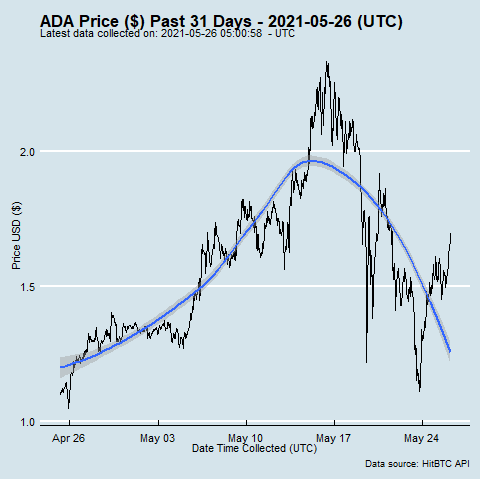 ADA Price ($) Past 31 Days - 2021-05-26 (UTC)
Latest data collected on: 2021-05-26 05:00:58  - UTC
Price USD ($)
2.0
1.5
1.0
Apr 26
May 03
May 10
May 17
May 24
Date Time Collected (UTC)
Data source: HitBTC API